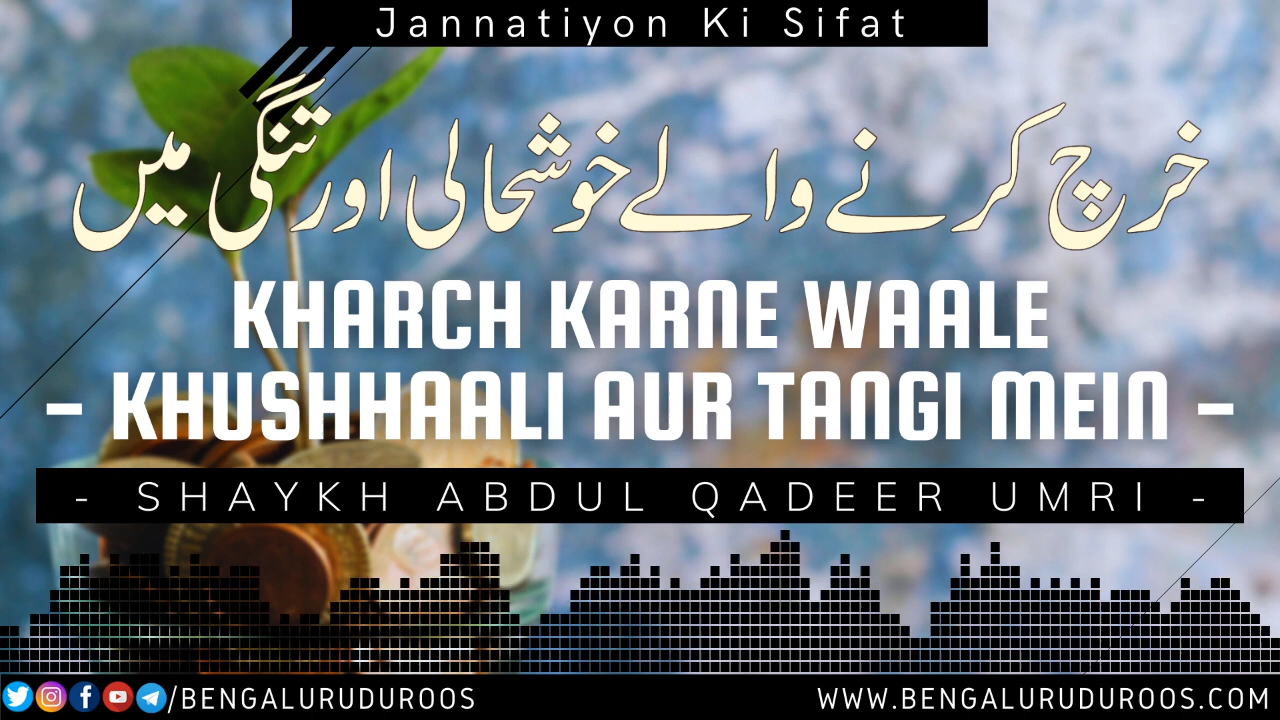 Jannatiyon Ki Sifat
خرچ کرنے والے خوشحالی اور تنگی میں
KHARCH KARNE WAALE
- KHUSHHAALI AUR TANGI MEIN -
- SHAYKH ABDUL QADEER UMRI -
/BENGALURUDUROOS
WWW.BENGALURUDUROOS.COM